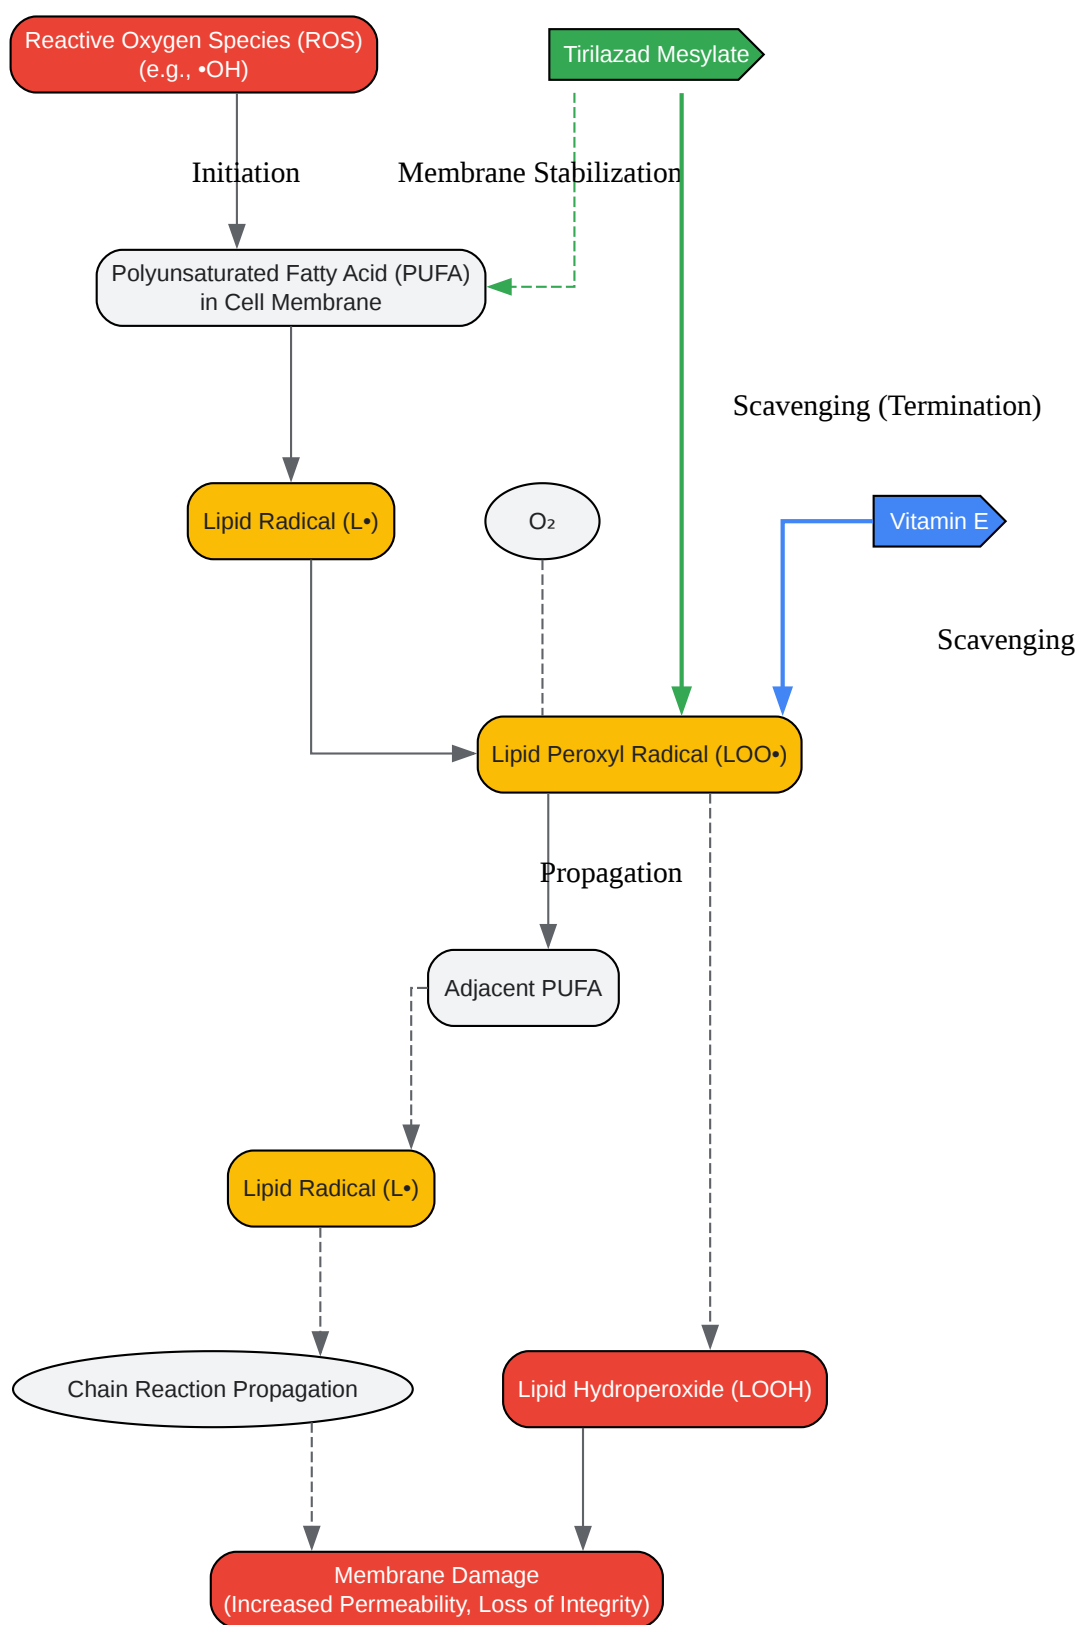 Reactive Oxygen Species (ROS)
(e.g., •OH)
Tirilazad Mesylate
Initiation
Membrane Stabilization
Polyunsaturated Fatty Acid (PUFA)
in Cell Membrane
Scavenging (Termination)
Lipid Radical (L•)
O₂
Vitamin E
Scavenging
Lipid Peroxyl Radical (LOO•)
Propagation
Adjacent PUFA
Lipid Radical (L•)
Chain Reaction Propagation
Lipid Hydroperoxide (LOOH)
Membrane Damage
(Increased Permeability, Loss of Integrity)